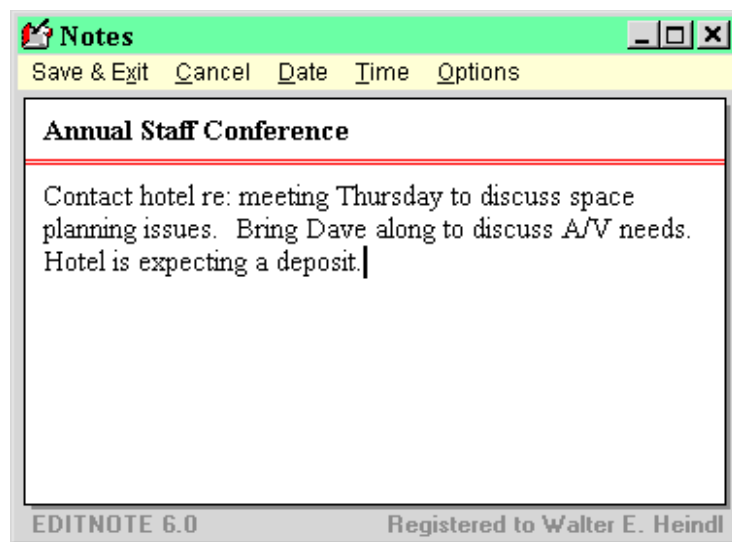 Notes
Save & Exit Cancel Date Time Options
Annual Staff Conference
Contact hotel re: meeting Thursday to discuss space
planning issues.  Bring Dave along to discuss A/V needs.
Hotel is expecting a deposit.
EDITNOTE 6.0 Registered to Walter E. Heindl